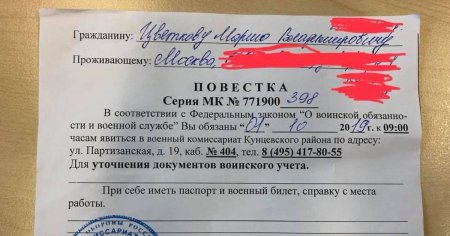 Гражданину: Цветкову Марко Владимировичу
Проживающему: Москва,
ПОВЕСТКА
Серия МК № 771900 398
В соответствии с Федеральным законом "О воинской обязанно-
сти и военной службе" Вы обязаны "01" 10 2019 г. к 09:00
часам явиться в военный комиссариат Кунцевского района по адресу:
ул. Партизанская, д. 19, каб. № 404, тел. 8 (495) 417-80-55
Для уточнения документов воинского учета.
При себе иметь паспорт и военный билет, справку с места
работы.